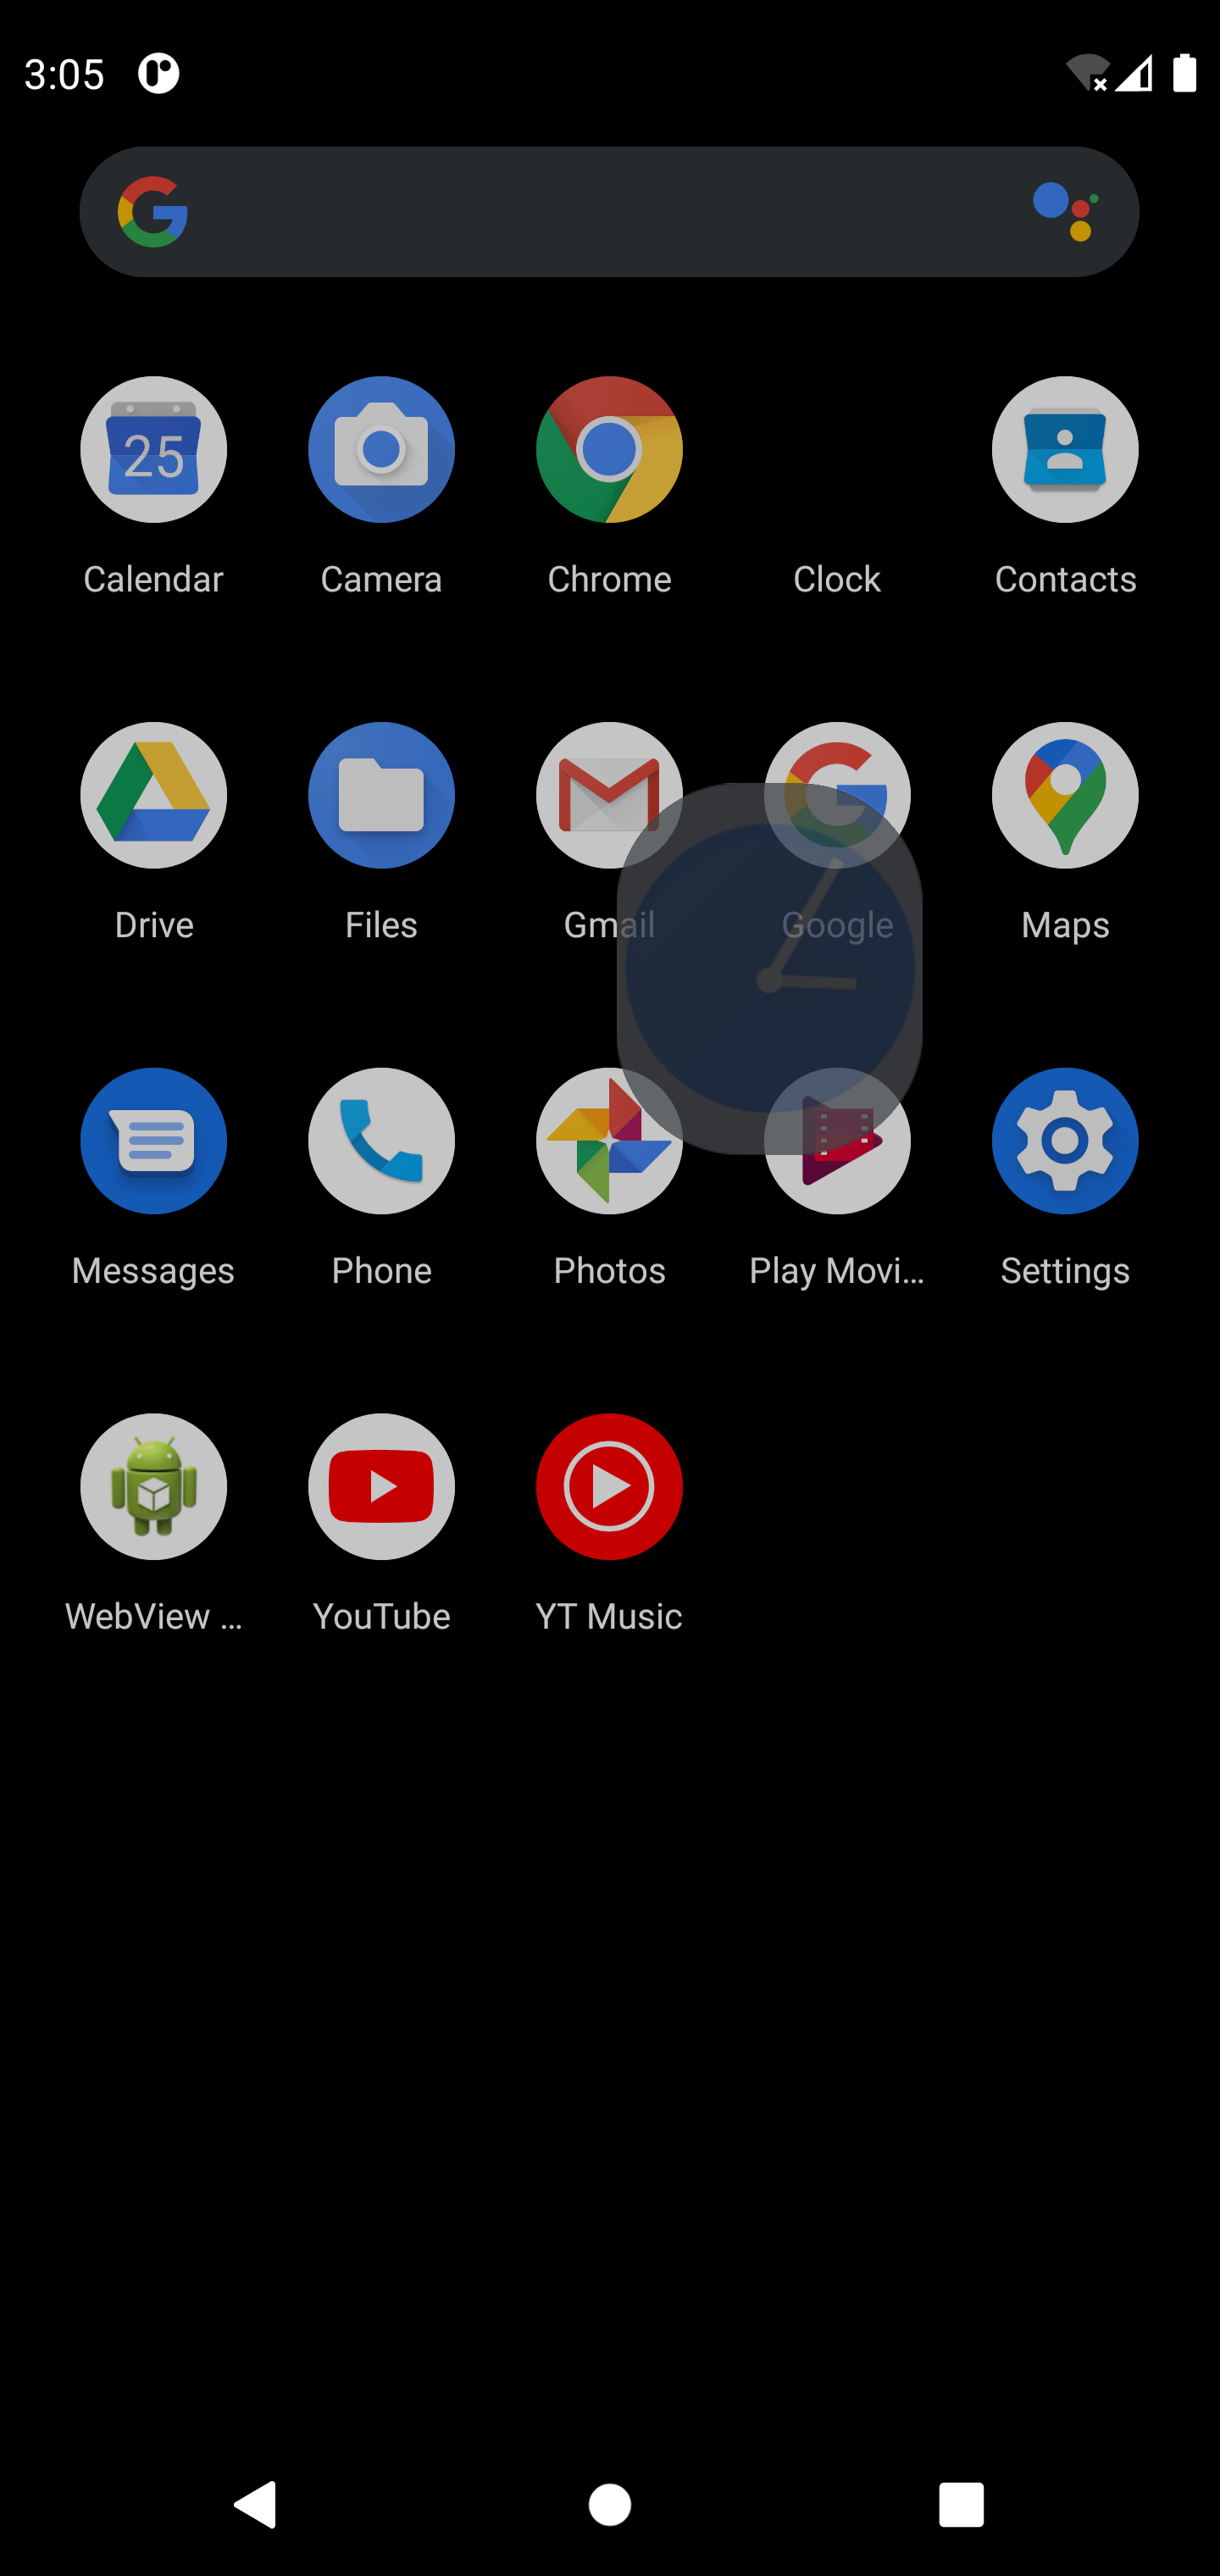 3:05
25
Calendar Camera Chrome Clock Contacts
Drive Files Gmail Google Maps
Messages Phone Photos Play Movi... Settings
WebView ... YouTube YT Music